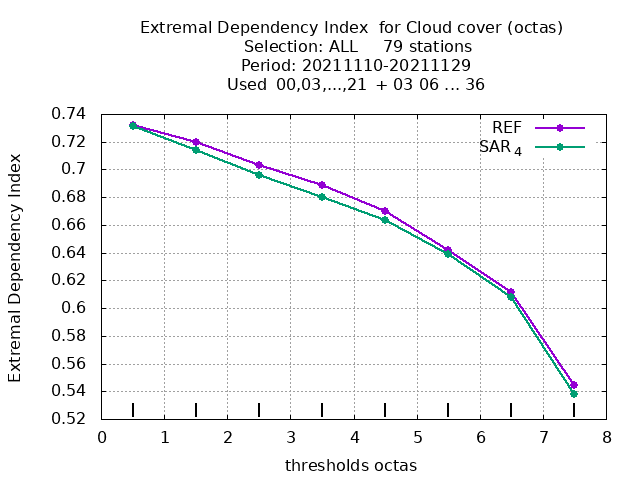 Extremal Dependency Index  for Cloud cover (octas)
Selection: ALL     79 stations
Period: 20211110-20211129
Used  00,03,...,21  + 03 06 ... 36
REF
SAR 4
Extremal Dependency Index
0.74
0.72
0.7
0.68
0.66
0.64
0.62
0.6
0.58
0.56
0.54
0.52
0 1 2 3 4 5 6 7 8
thresholds octas